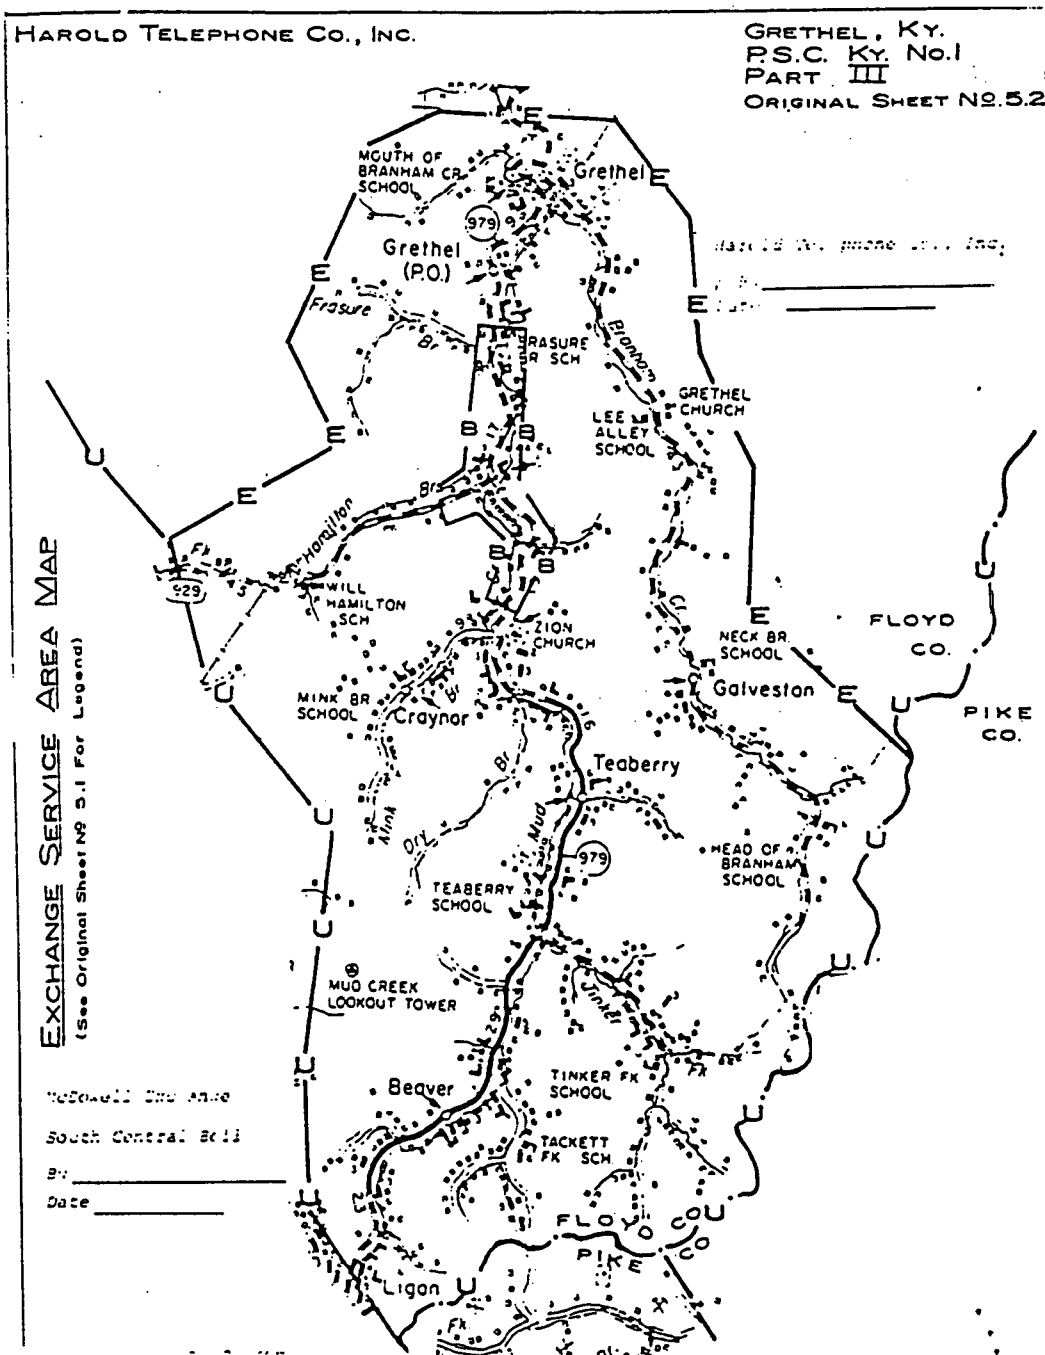 HAROLD TELEPHONE CO., INC.
GRETHEL, KY.
P.S.C. KY. NO.1
PART III
ORIGINAL SHEET NO.5.2
EXCHANGE SERVICE AREA MAP
(See Original Sheet No 5.1 For Legend)
MOUTH OF
BRANHAM CR.
SCHOOL
Grethel
979
Grethel
(P.O.)
Frasure
Br
RASURE
R SCH
Branham
GRETHEL
CHURCH
LEE
ALLEY
SCHOOL
Hamilton
Br
Fk
929
WILL
HAMILTON
SCH
ZION
CHURCH
Cr
NECK BR.
SCHOOL
FLOYD
CO.
PIKE
CO.
Galveston
MINK BR
SCHOOL
Craynor
Br
Mink
Dry
Br
Teaberry
Mud
979
HEAD OF
BRANHAM
SCHOOL
TEABERRY
SCHOOL
MUD CREEK
LOOKOUT TOWER
Beaver
TINKER FK
SCHOOL
Fk
TACKETT
FK SCH.
South Central Bell
By
Date
FLOYD CO
PIKE CO
Ligon
Fk
E
E
E
E
E
E
E
E
E
B
B
B
B
U
U
U
U
U
U
U
U
U
U
U
U
U
U